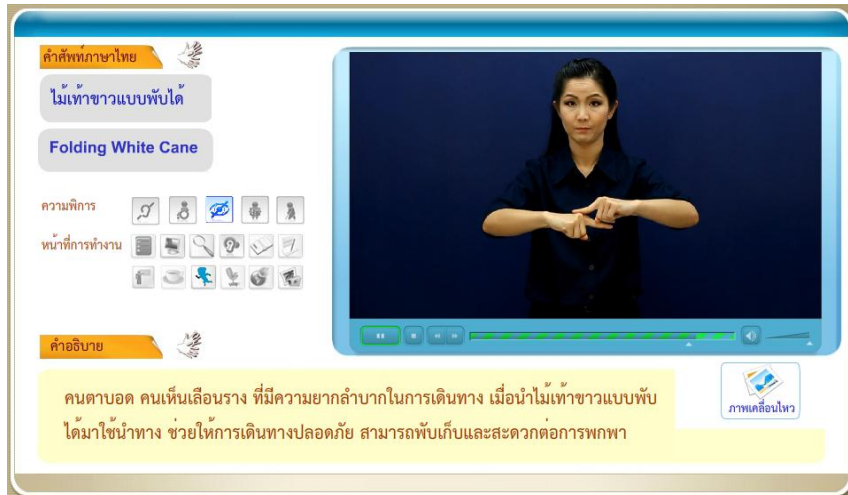 คำศัพท์ภาษาไทย
ไม้เท้าขาวแบบพับได้
Folding White Cane
ความพิการ
หน้าที่การทำงาน
คำอธิบาย
คนตาบอด คนเห็นเลือนราง ที่มีความยากลำบากในการเดินทาง เมื่อนำไม้เท้าขาวแบบพับ
ได้มาใช้นำทาง ช่วยให้การเดินทางปลอดภัย สามารถพับเก็บและสะดวกต่อการพกพา
ภาพเคลื่อนไหว